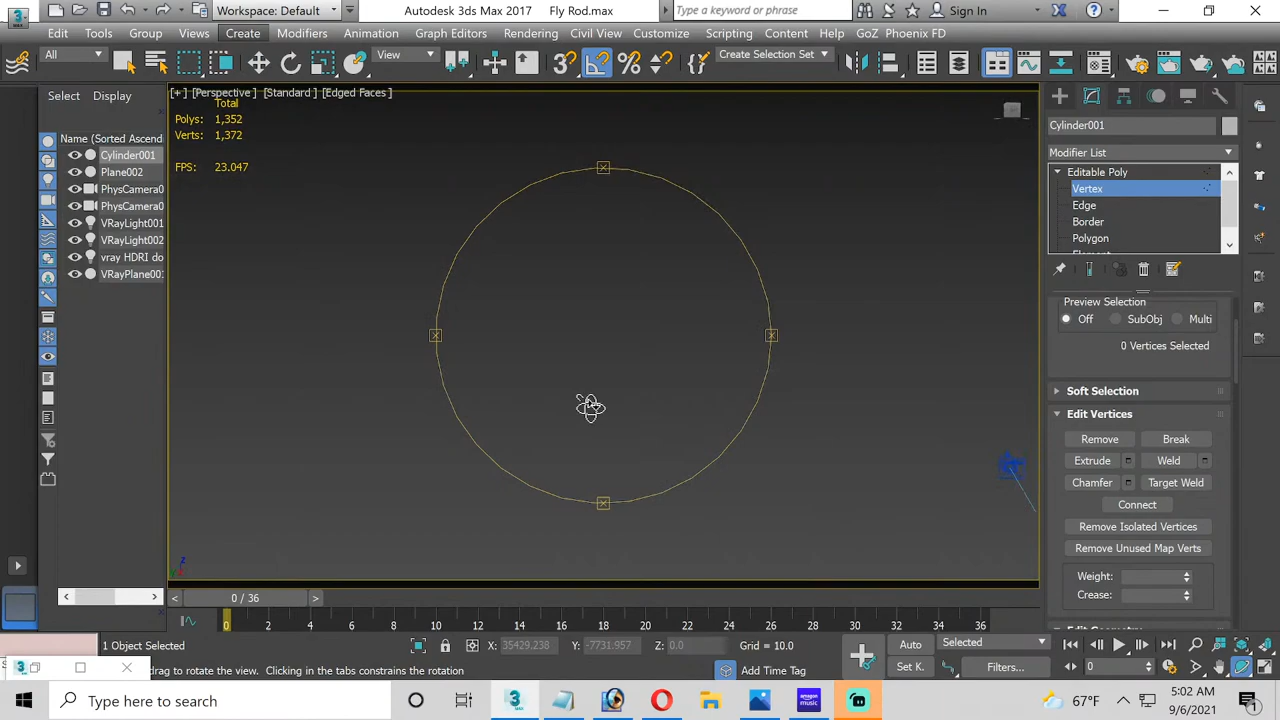 Workspace: Default
Autodesk 3ds Max 2017
Fly Rod.max
Type a keyword or phrase
Sign In
Edit
Tools
Group
Views
Create
Modifiers
Animation
Graph Editors
Rendering
Civil View
Customize
Scripting
Content
Help
GoZ
Phoenix FD
All
View
Create Selection Set
Select
Display
[+] [Perspective] [Standard] [Edged Faces]
Total
Polys: 1,352
Verts: 1,372
FPS: 23.047
Name (Sorted Ascend
Cylinder001
Plane002
PhysCamera0
PhysCamera0
VRayLight001
VRayLight002
vray HDRI do
VRayPlane00
Cylinder001
Modifier List
Editable Poly
Vertex
Edge
Border
Polygon
Preview Selection
Off
SubObj
Multi
0 Vertices Selected
Soft Selection
Edit Vertices
Remove
Break
Extrude
Weld
Chamfer
Target Weld
Connect
Remove Isolated Vertices
Remove Unused Map Verts
Weight:
Crease:
0 / 36
0 2 4 6 8 10 12 14 16 18 20 22 24 26 28 30 32 34 36
1 Object Selected
X: 35429.238
Y: -7731.957
Z: 0.0
Grid = 10.0
Auto
Selected
drag to rotate the view. Clicking in the tabs constrains the rotation
Add Time Tag
Set K.
Filters...
0
Type here to search
67°F
5:02 AM
9/6/2021